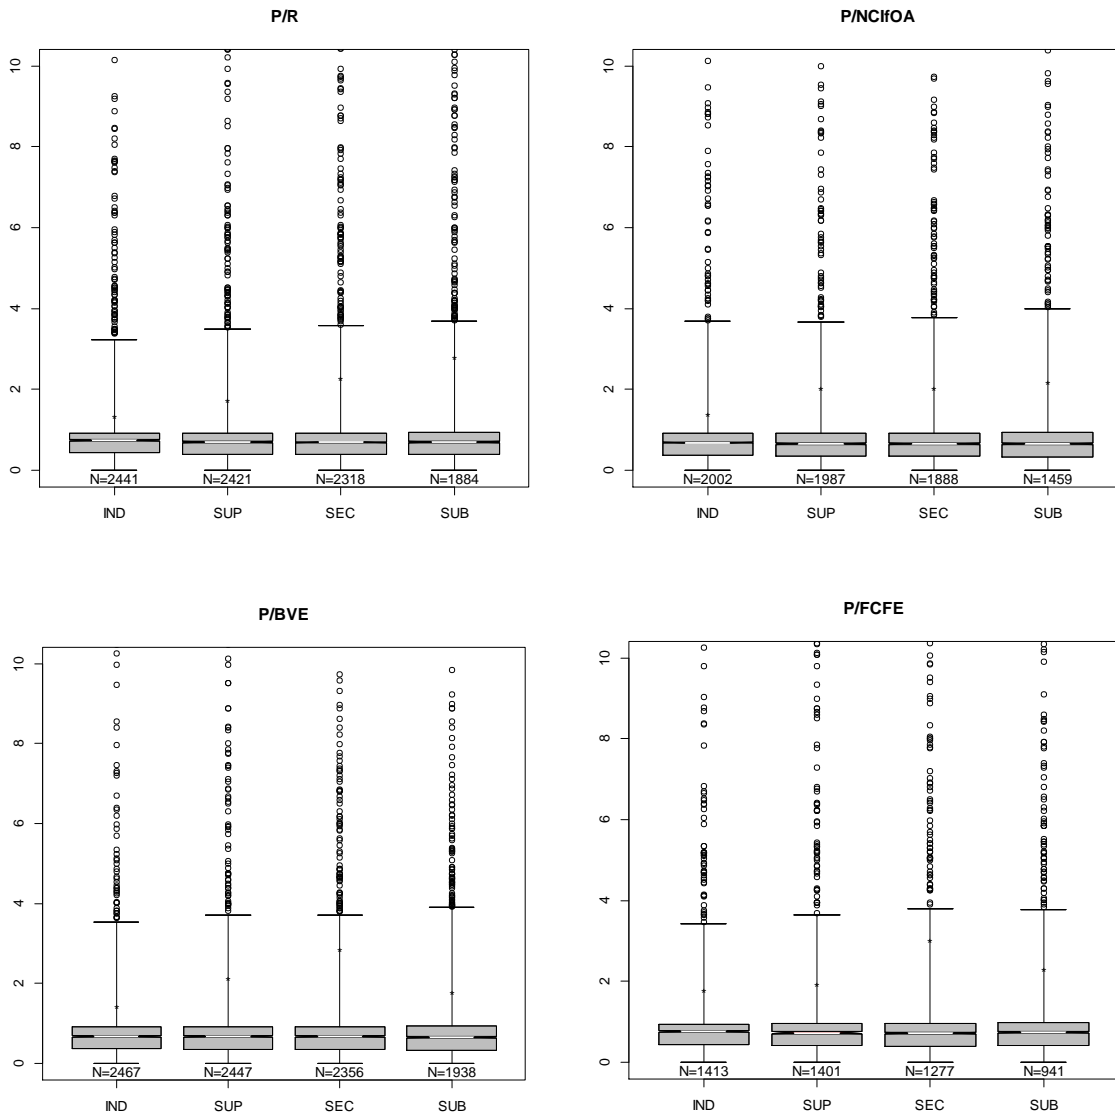 P/R
P/NCIfOA
10
8
6
4
2
0
N=2441 N=2421 N=2318 N=1884
IND SUP SEC SUB
10
8
6
4
2
0
N=2002 N=1987 N=1888 N=1459
IND SUP SEC SUB
P/BVE
P/FCFE
10
8
6
4
2
0
N=2467 N=2447 N=2356 N=1938
IND SUP SEC SUB
10
8
6
4
2
0
N=1413 N=1401 N=1277 N=941
IND SUP SEC SUB